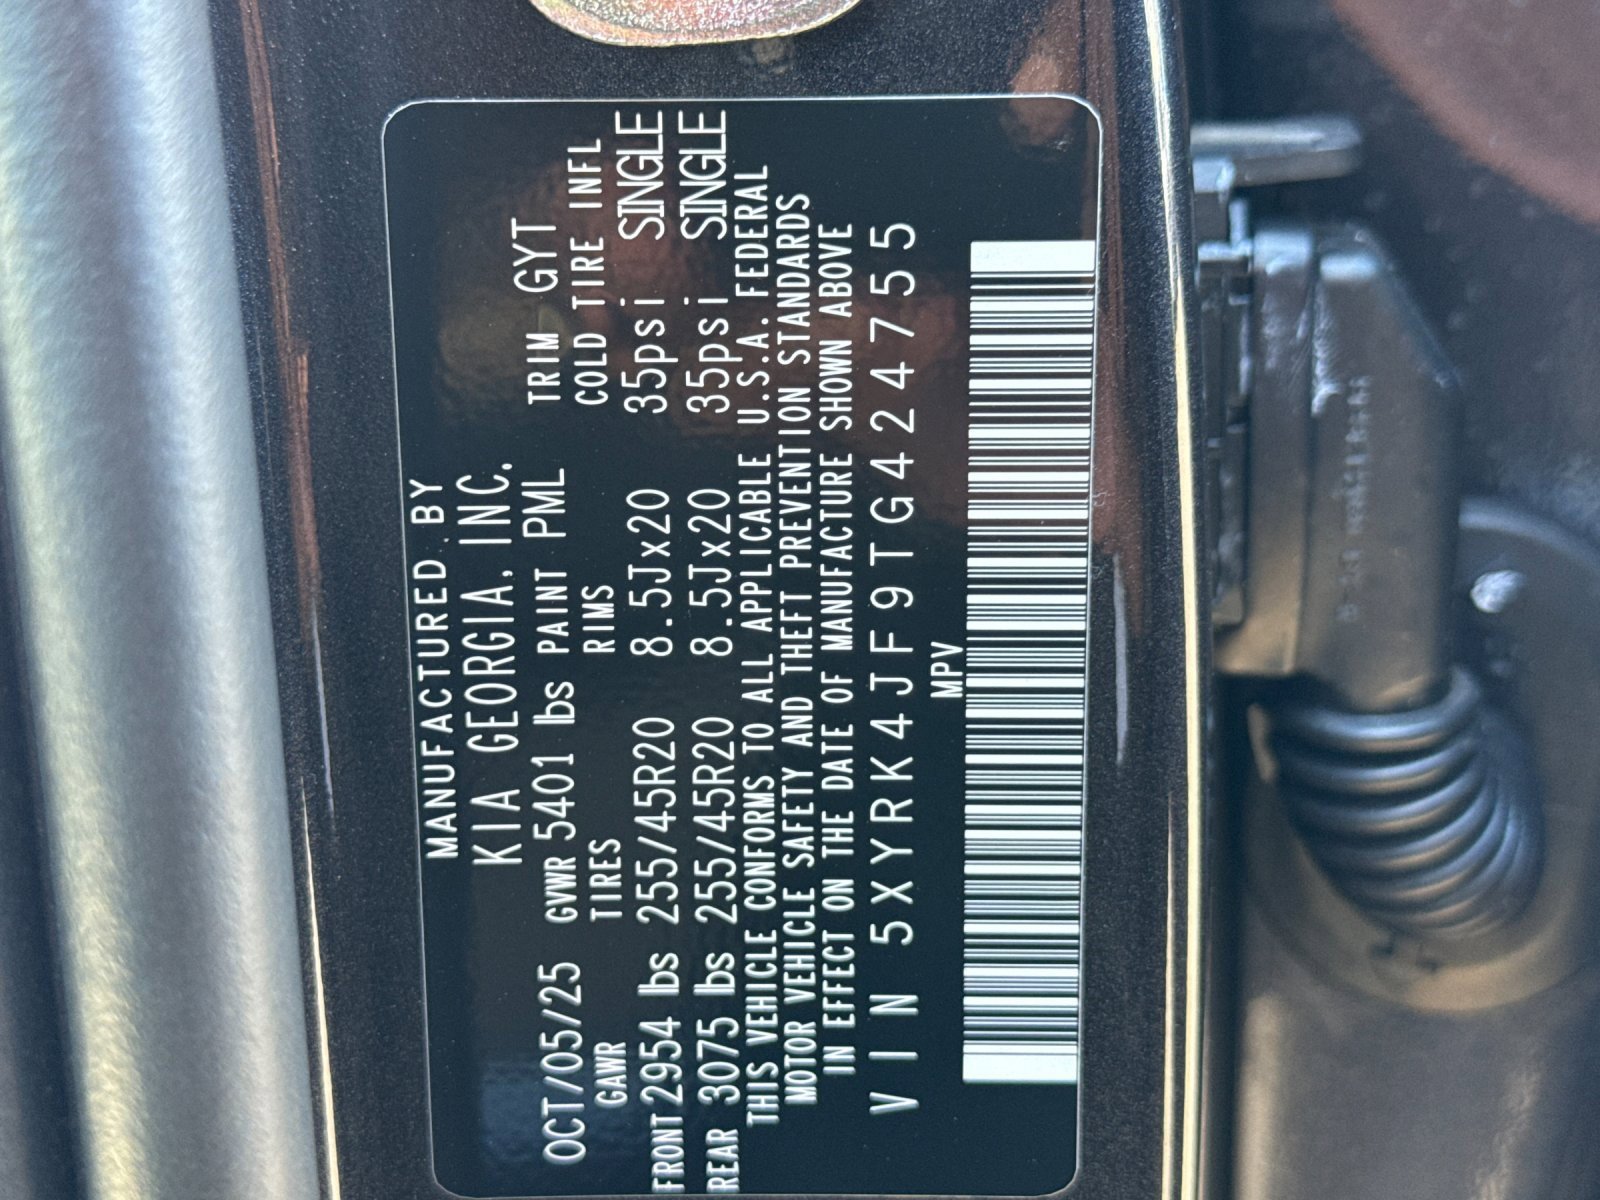 MANUFACTURED BY
KIA GEORGIA, INC.
OCT/05/25 GVWR 5401 lbs PAINT PML TRIM GYT
GAWR TIRES RIMS COLD TIRE INFL
FRONT 2954 lbs 255/45R20 8.5Jx20 35psi SINGLE
REAR 3075 lbs 255/45R20 8.5Jx20 35psi SINGLE
THIS VEHICLE CONFORMS TO ALL APPLICABLE U.S.A. FEDERAL
MOTOR VEHICLE SAFETY AND THEFT PREVENTION STANDARDS
IN EFFECT ON THE DATE OF MANUFACTURE SHOWN ABOVE
VIN 5XYRK4JF9TG424755
MPV